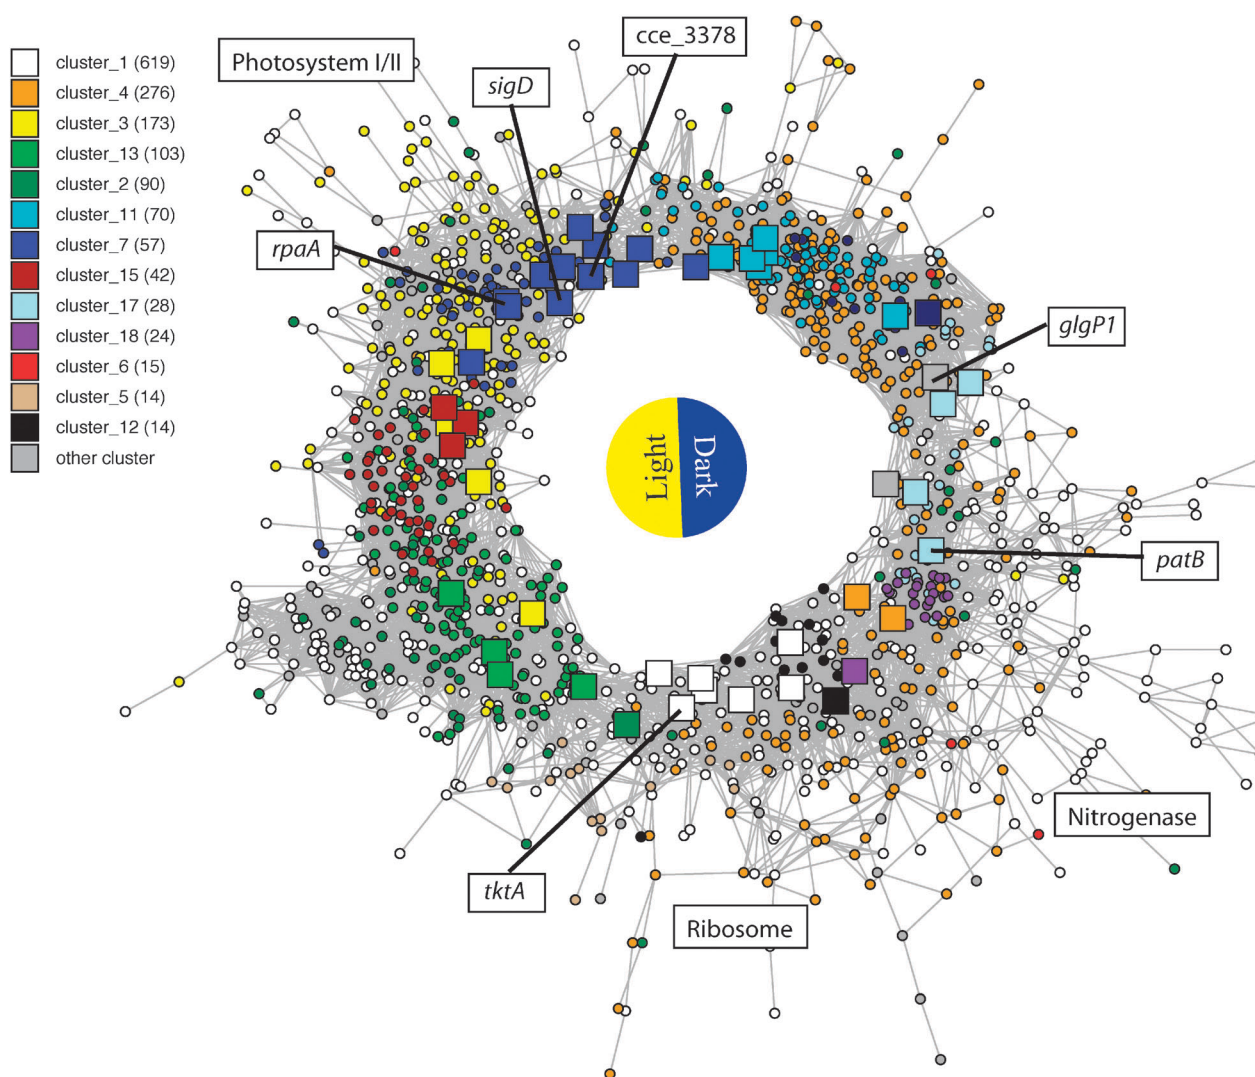 cce_3378
Photosystem I/II
sigD
cluster_1 (619)
cluster_4 (276)
cluster_3 (173)
cluster_13 (103)
cluster_2 (90)
cluster_11 (70)
cluster_7 (57)
cluster_15 (42)
cluster_17 (28)
cluster_18 (24)
cluster_6 (15)
cluster_5 (14)
cluster_12 (14)
other cluster
rpaA
glgP1
Light
Dark
patB
Nitrogenase
tktA
Ribosome